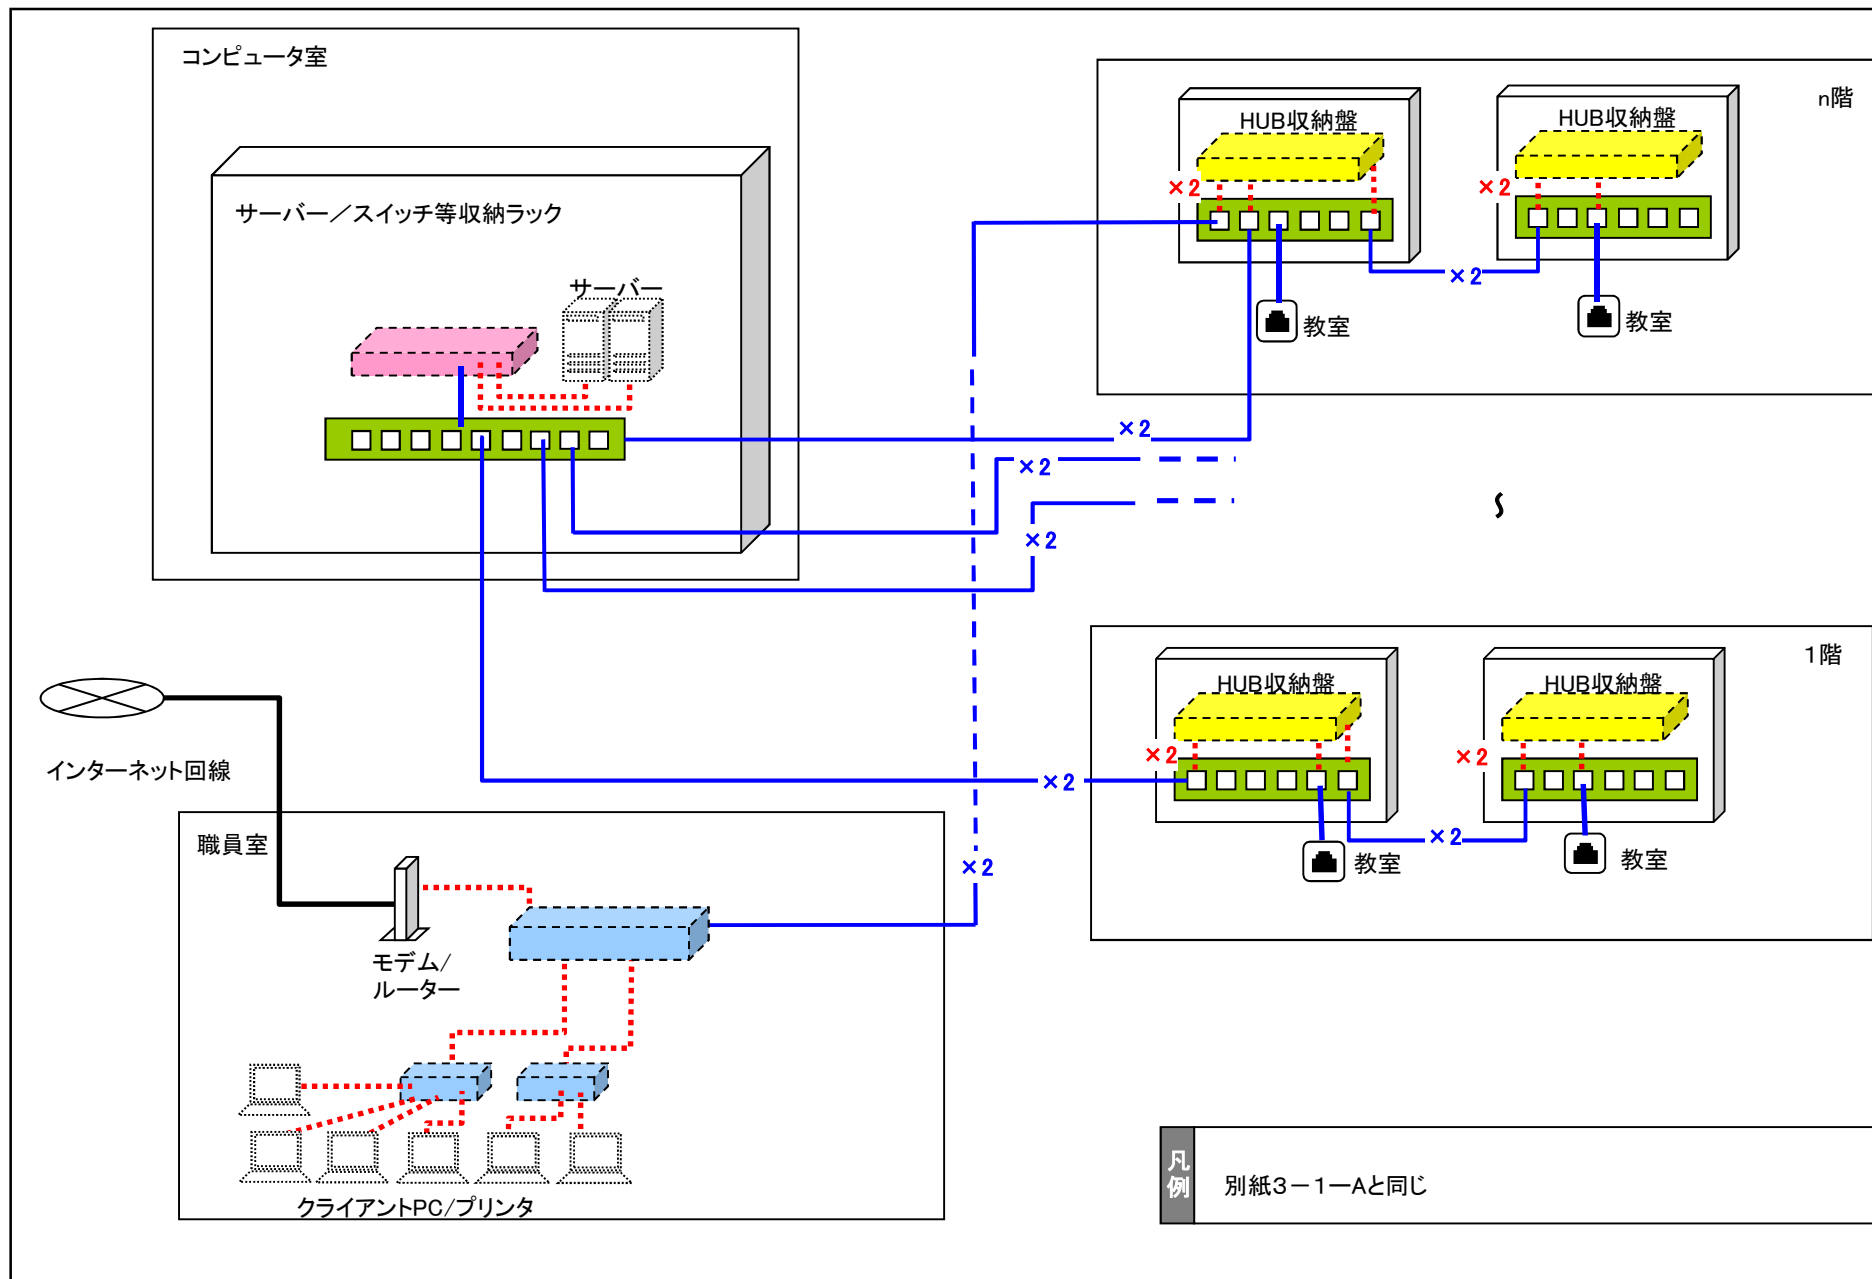 コンピュータ室
サーバー／スイッチ等収納ラック
サーバー
n階
HUB収納盤
HUB収納盤
×2
×2
×2
教室
教室
×2
×2
×2
1階
HUB収納盤
HUB収納盤
×2
×2
×2
×2
教室
教室
インターネット回線
職員室
×2
モデム/
ルーター
クライアントPC/プリンタ
凡例
別紙3－1－Aと同じ